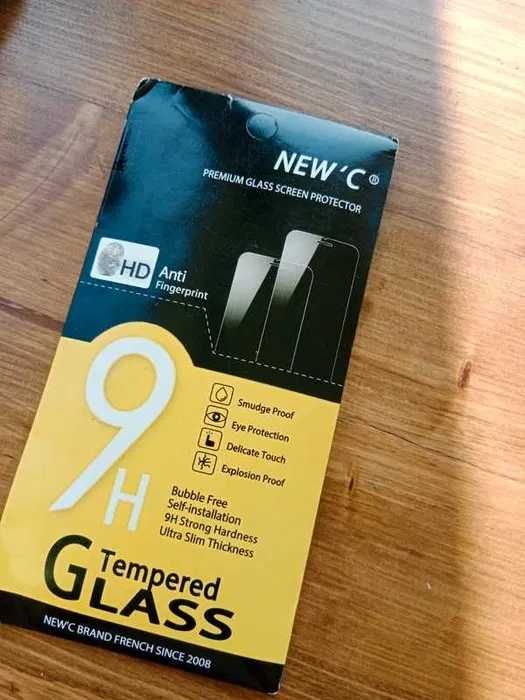 NEW'C ®
PREMIUM GLASS SCREEN PROTECTOR
HD
Anti
Fingerprint
9H
Smudge Proof
Eye Protection
Delicate Touch
Explosion Proof
Bubble Free
Self-installation
9H Strong Hardness
Ultra Slim Thickness
Tempered
GLASS
NEW'C BRAND FRENCH SINCE 2008